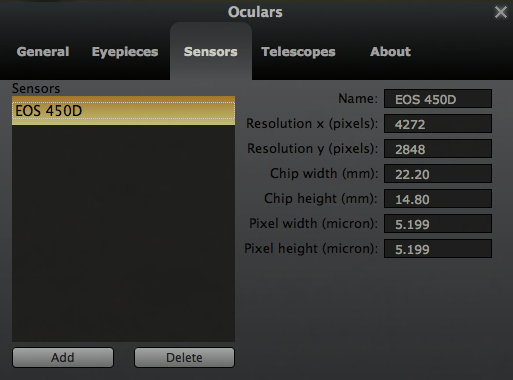 Oculars
General Eyepieces Sensors Telescopes About
Sensors
EOS 450D
Name: EOS 450D
Resolution x (pixels): 4272
Resolution y (pixels): 2848
Chip width (mm): 22.20
Chip height (mm): 14.80
Pixel width (micron): 5.199
Pixel height (micron): 5.199
Add Delete